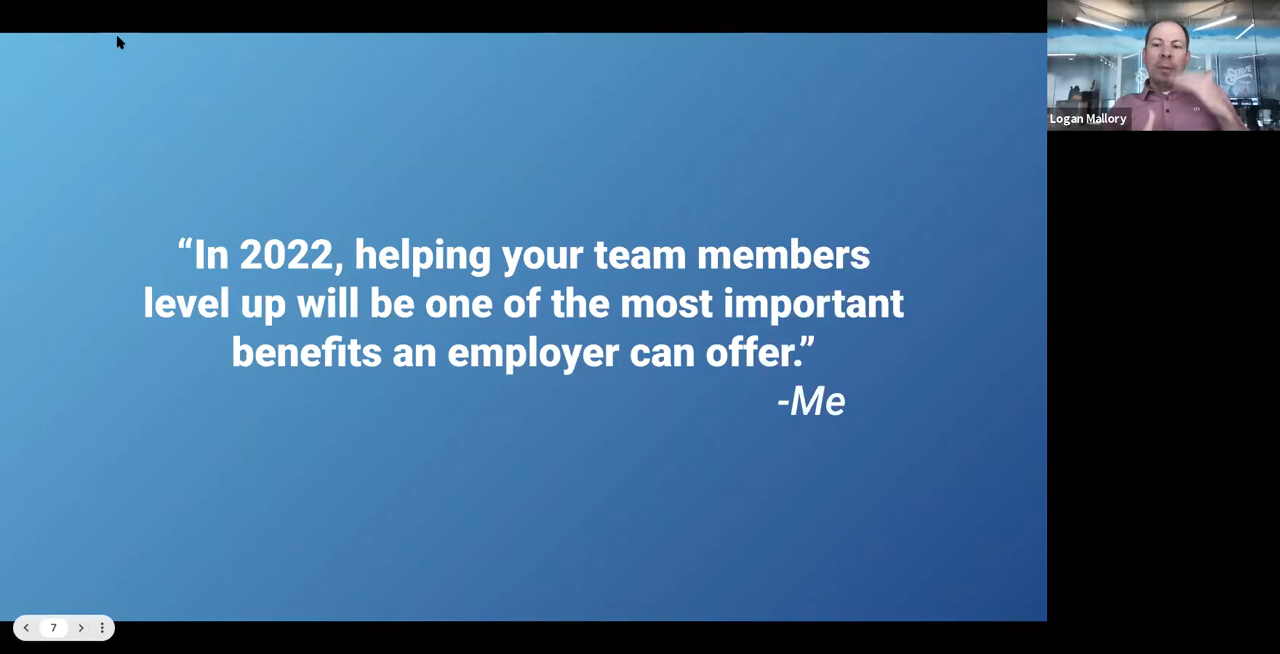 “In 2022, helping your team members
level up will be one of the most important
benefits an employer can offer.”
-Me
Logan Mallory
7